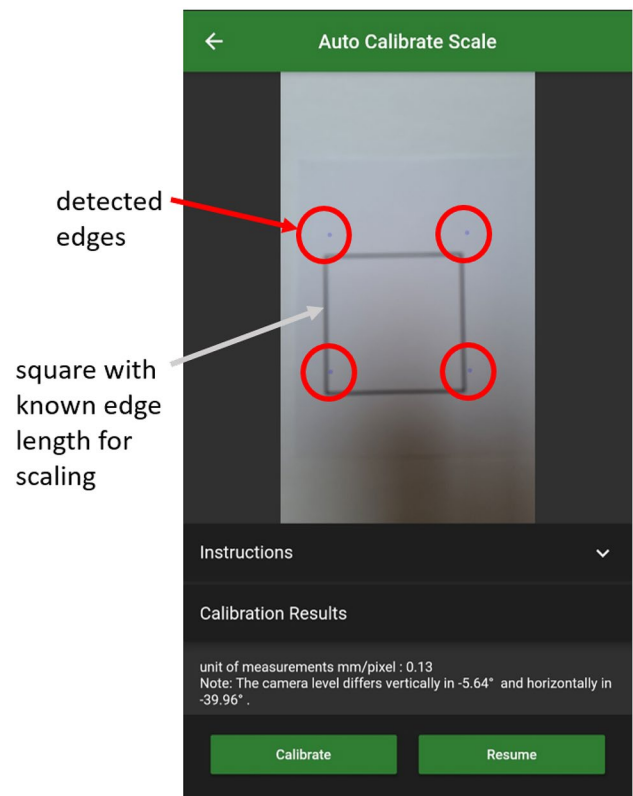 Auto Calibrate Scale
detected
edges
square with
known edge
length for
scaling
Instructions
Calibration Results
unit of measurements mm/pixel : 0.13
Note: The camera level differs vertically in -5.64° and horizontally in
-39.96° .
Calibrate
Resume